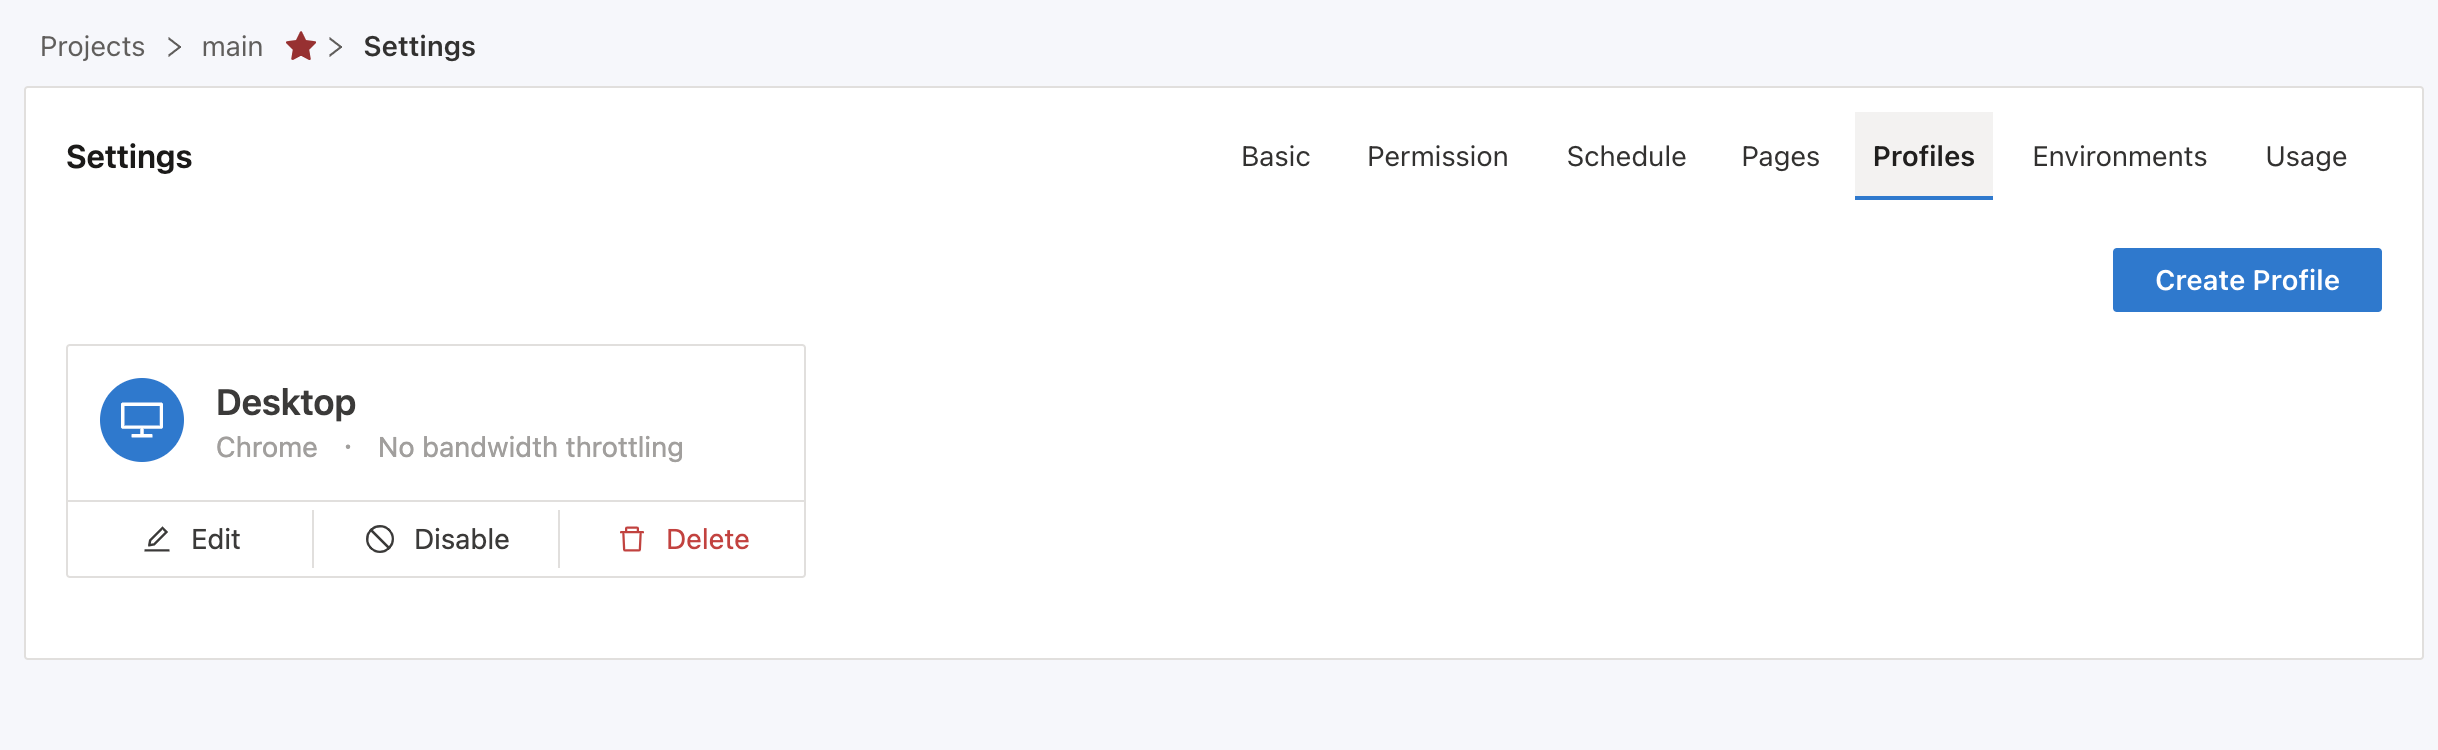 Projects > main > Settings
Settings
Basic Permission Schedule Pages Profiles Environments Usage
Create Profile
Desktop
Chrome · No bandwidth throttling
Edit Disable Delete